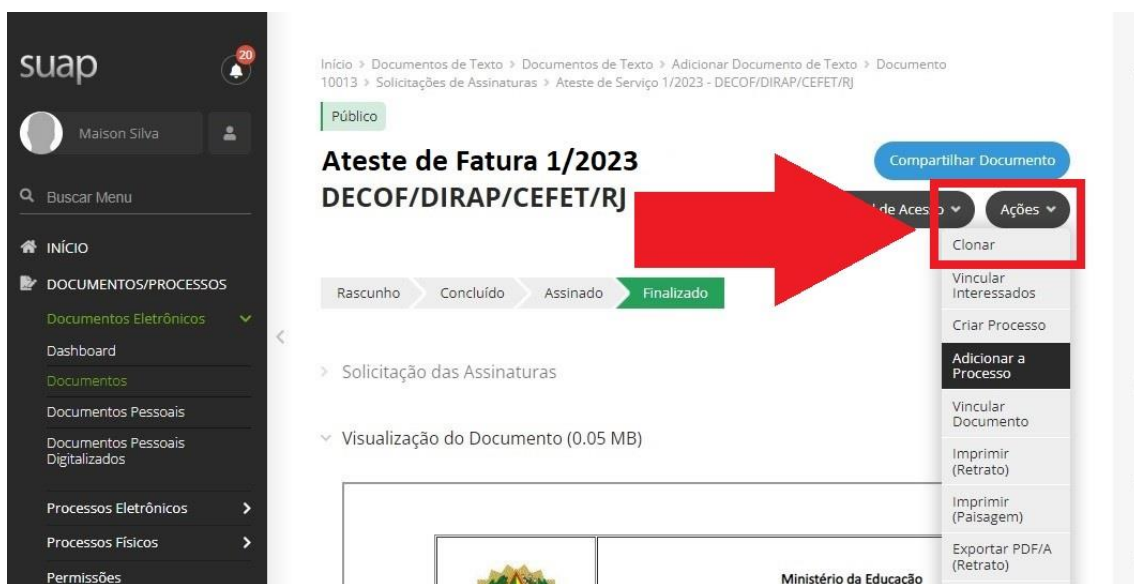 suap
20
Maison Silva
Buscar Menu
INÍCIO
DOCUMENTOS/PROCESSOS
Documentos Eletrônicos
Dashboard
Documentos
Documentos Pessoais
Documentos Pessoais
Digitalizados
Processos Eletrônicos
Processos Físicos
Permissões
Início > Documentos de Texto > Documentos de Texto > Adicionar Documento de Texto > Documento
10013 > Solicitações de Assinaturas > Ateste de Serviço 1/2023 - DECOF/DIRAP/CEFET/RJ
Público
Ateste de Fatura 1/2023
DECOF/DIRAP/CEFET/RJ
Compartilhar Documento
de Acesso
Ações
Clonar
Vincular
Interessados
Criar Processo
Adicionar a
Processo
Vincular
Documento
Imprimir
(Retrato)
Imprimir
(Paisagem)
Exportar PDF/A
(Retrato)
Rascunho Concluído Assinado Finalizado
Solicitação das Assinaturas
Visualização do Documento (0.05 MB)
Ministério da Educação